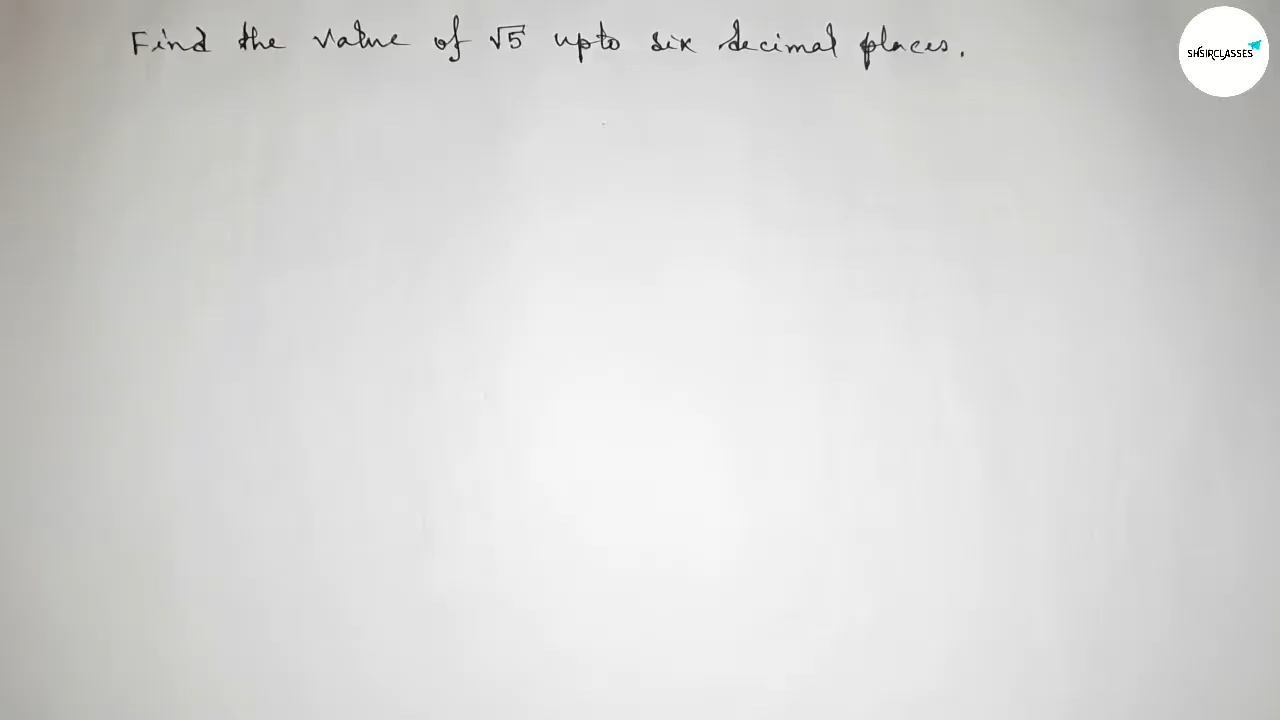 Find the value of √5 upto six decimal places.
SHSIRCLASSES